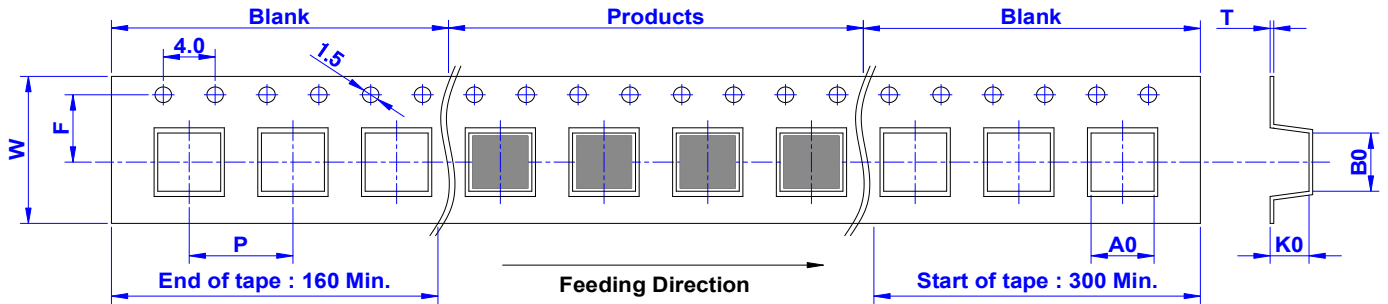 Blank
Products
Blank
T
4.0
1.5
F
W
B0
P
A0
K0
End of tape : 160 Min.
Feeding Direction
Start of tape : 300 Min.